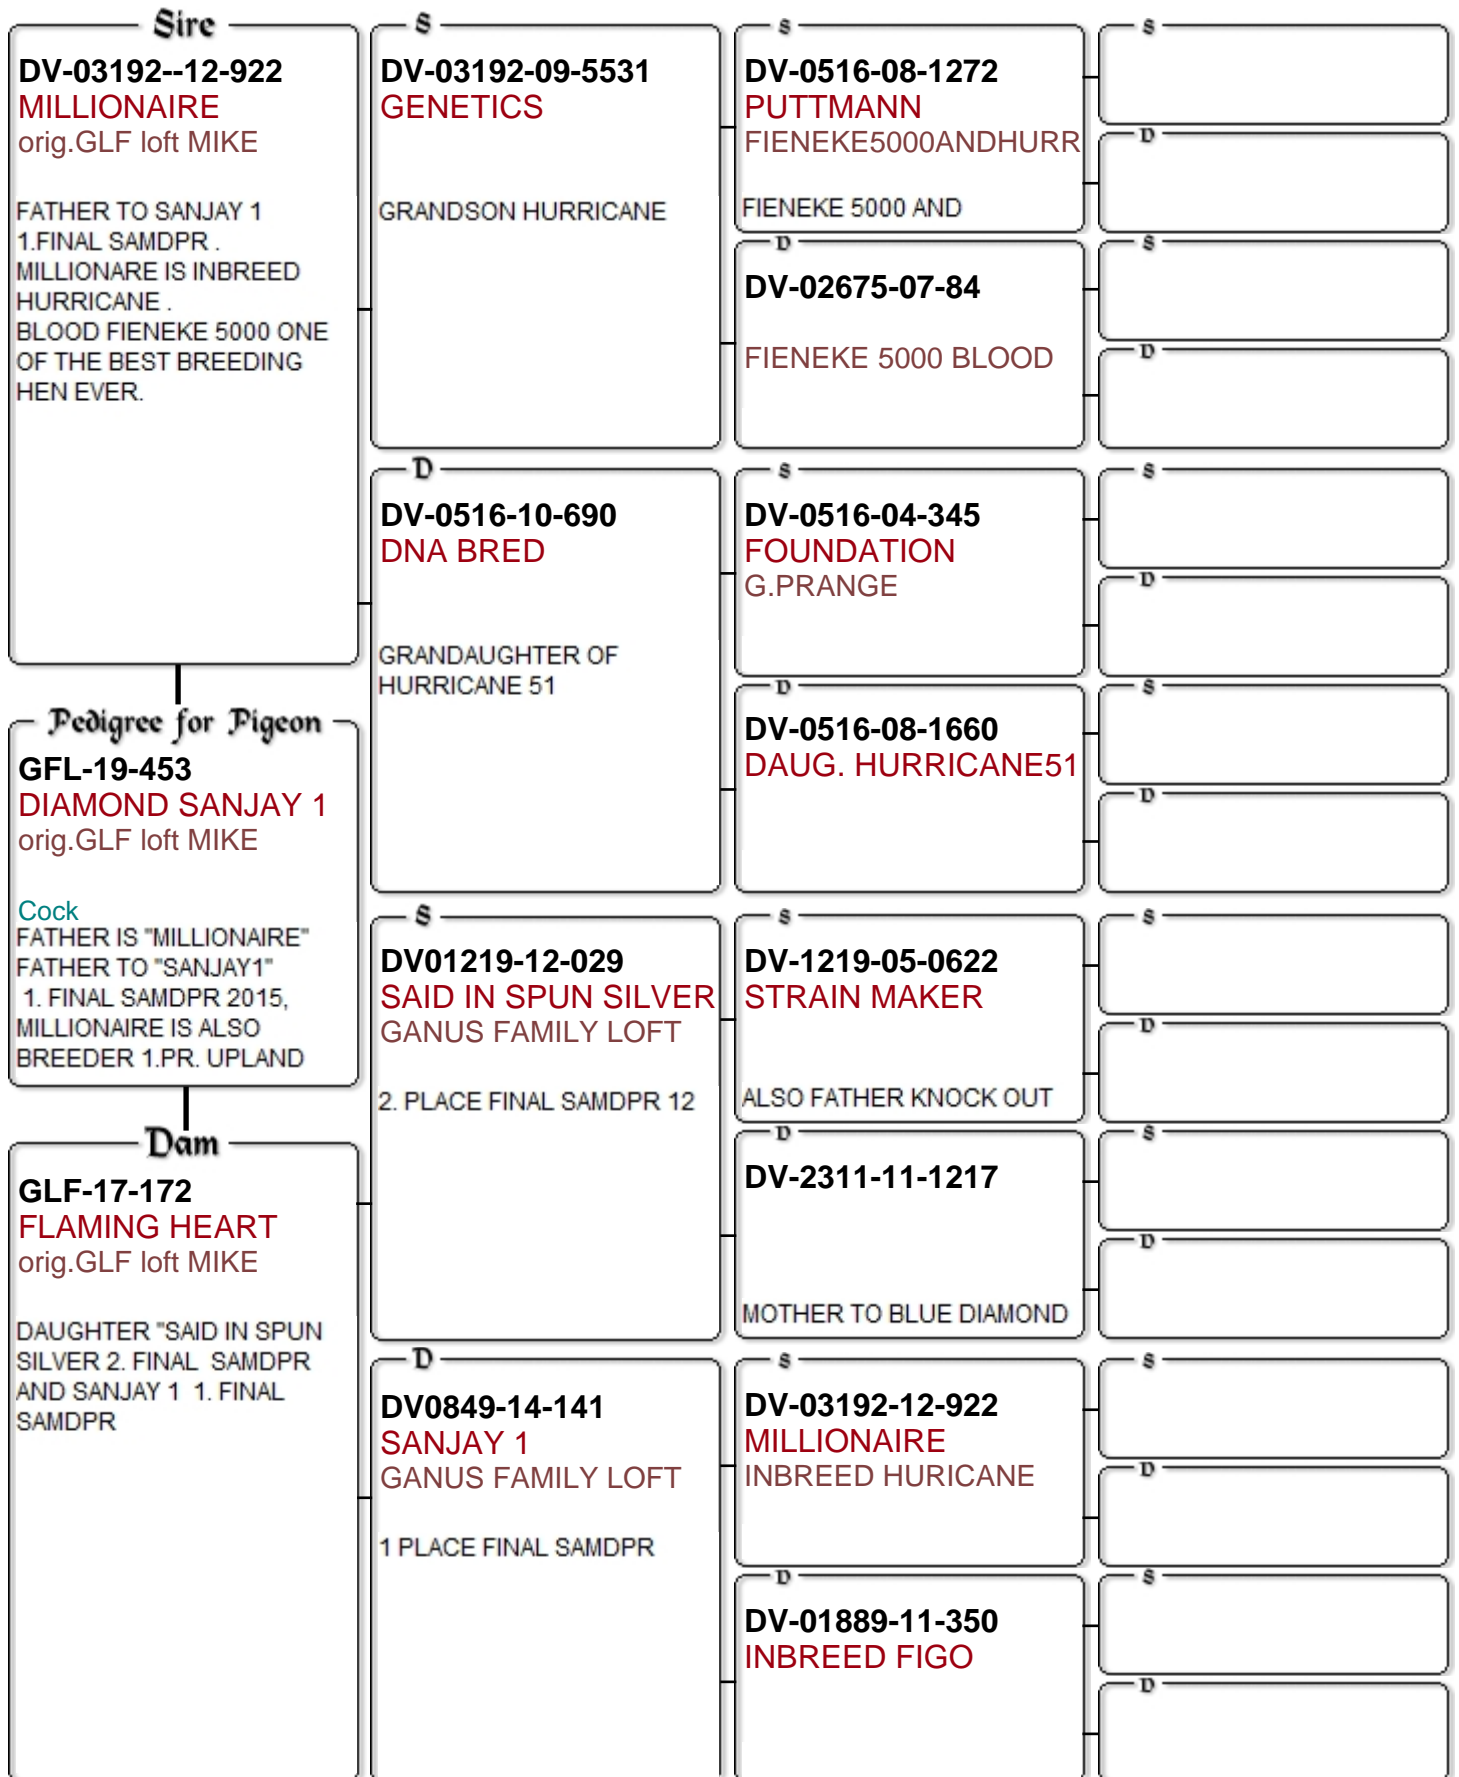 Sire
DV-03192--12-922
MILLIONAIRE
orig.GLF loft MIKE
FATHER TO SANJAY 1
1.FINAL SAMDPR .
MILLIONARE IS INBREED
HURRICANE .
BLOOD FIENEKE 5000 ONE
OF THE BEST BREEDING
HEN EVER.
Pedigree for Pigeon
GFL-19-453
DIAMOND SANJAY 1
orig.GLF loft MIKE
Cock
FATHER IS "MILLIONAIRE"
FATHER TO "SANJAY1"
1. FINAL SAMDPR 2015,
MILLIONAIRE IS ALSO
BREEDER 1.PR. UPLAND
Dam
GLF-17-172
FLAMING HEART
orig.GLF loft MIKE
DAUGHTER "SAID IN SPUN
SILVER 2. FINAL SAMDPR
AND SANJAY 1 1. FINAL
SAMDPR
S
DV-03192-09-5531
GENETICS
GRANDSON HURRICANE
D
DV-0516-10-690
DNA BRED
GRANDAUGHTER OF
HURRICANE 51
S
DV01219-12-029
SAID IN SPUN SILVER
GANUS FAMILY LOFT
2. PLACE FINAL SAMDPR 12
D
DV0849-14-141
SANJAY 1
GANUS FAMILY LOFT
1 PLACE FINAL SAMDPR
S
DV-0516-08-1272
PUTTMANN
FIENEKE5000ANDHURR
FIENEKE 5000 AND
D
DV-02675-07-84
FIENEKE 5000 BLOOD
S
DV-0516-04-345
FOUNDATION
G.PRANGE
D
DV-0516-08-1660
DAUG. HURRICANE51
S
DV-1219-05-0622
STRAIN MAKER
ALSO FATHER KNOCK OUT
D
DV-2311-11-1217
MOTHER TO BLUE DIAMOND
S
DV-03192-12-922
MILLIONAIRE
INBREED HURICANE
D
DV-01889-11-350
INBREED FIGO
S
D
S
D
S
D
S
D
S
D
S
D
S
D
S
D